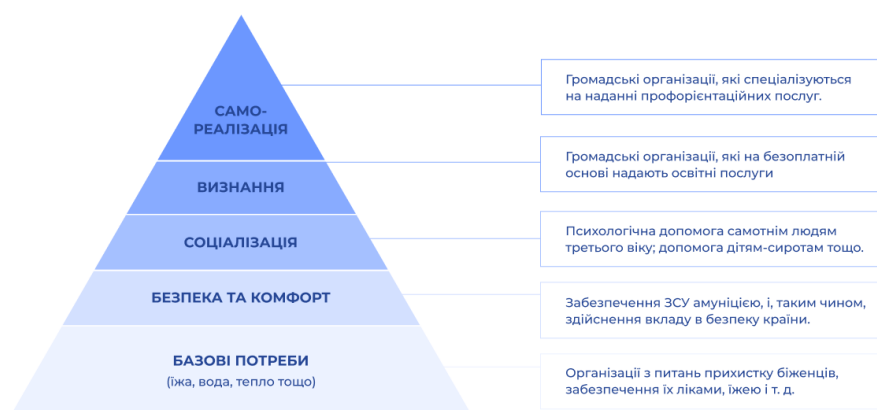 САМО-
РЕАЛІЗАЦІЯ
Громадські організації, які спеціалізуються
на наданні профорієнтаційних послуг.
ВИЗНАННЯ
Громадські організації, які на безоплатній
основі надають освітні послуги
СОЦІАЛІЗАЦІЯ
Психологічна допомога самотнім людям
третього віку; допомога дітям-сиротам тощо.
БЕЗПЕКА ТА КОМФОРТ
Забезпечення ЗСУ амуніцією, і, таким чином,
здійснення вкладу в безпеку країни.
БАЗОВІ ПОТРЕБИ
(їжа, вода, тепло тощо)
Організації з питань прихистку біженців,
забезпечення їх ліками, їжею і т. д.